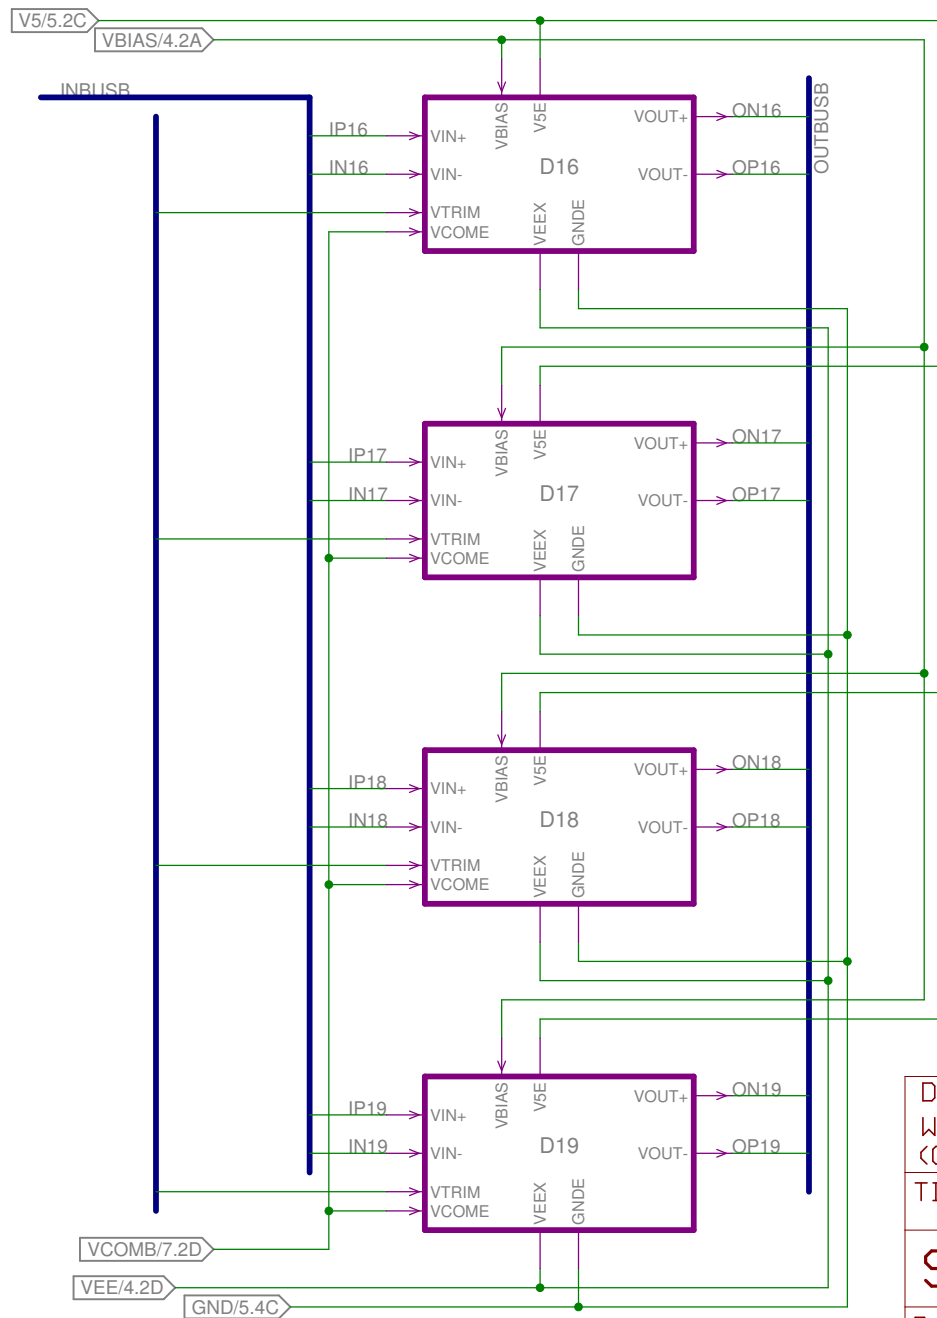 V5/5.2C
VBIAS/4.2A
INBUSB
OUTBUSB
IP16
IN16
VIN+
VIN-
VTRIM
VCOME
VBIAS
V5E
D16
VEEX
GNDE
VOUT+
VOUT-
ON16
OP16
IP17
IN17
VIN+
VIN-
VTRIM
VCOME
VBIAS
V5E
D17
VEEX
GNDE
VOUT+
VOUT-
ON17
OP17
IP18
IN18
VIN+
VIN-
VTRIM
VCOME
VBIAS
V5E
D18
VEEX
GNDE
VOUT+
VOUT-
ON18
OP18
IP19
IN19
VIN+
VIN-
VTRIM
VCOME
VBIAS
V5E
D19
VEEX
GNDE
VOUT+
VOUT-
ON19
OP19
VCOMB/7.2D
VEE/4.2D
GND/5.4C